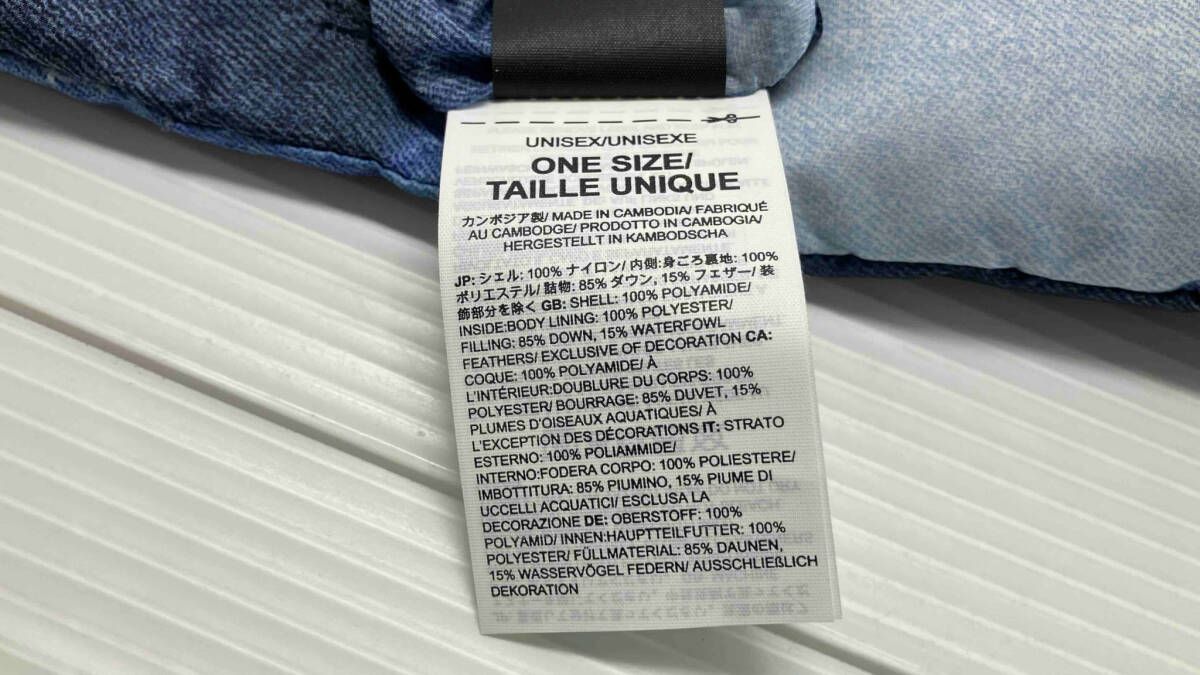 UNISEX/UNISEXE
ONE SIZE/
TAILLE UNIQUE
カンボジア製/ MADE IN CAMBODIA/ FABRIQUÉ
AU CAMBODGE/ PRODOTTO IN CAMBOGIA/
HERGESTELLT IN KAMBODSCHA
JP: シェル: 100% ナイロン/ 内側:身ごろ裏地: 100%
ポリエステル/ 詰物: 85% ダウン, 15% フェザー/ 装
飾部分を除く GB: SHELL: 100% POLYAMIDE/
INSIDE:BODY LINING: 100% POLYESTER/
FILLING: 85% DOWN, 15% WATERFOWL
FEATHERS/ EXCLUSIVE OF DECORATION CA:
COQUE: 100% POLYAMIDE/ À
L'INTÉRIEUR:DOUBLURE DU CORPS: 100%
POLYESTER/ BOURRAGE: 85% DUVET, 15%
PLUMES D'OISEAUX AQUATIQUES/ À
L'EXCEPTION DES DÉCORATIONS IT: STRATO
ESTERNO: 100% POLIAMMIDE/
INTERNO:FODERA CORPO: 100% POLIESTERE/
IMBOTTITURA: 85% PIUMINO, 15% PIUME DI
UCCELLI ACQUATICI/ ESCLUSA LA
DECORAZIONE DE: OBERSTOFF: 100%
POLYAMID/ INNEN:HAUPTTEILFUTTER: 100%
POLYESTER/ FÜLLMATERIAL: 85% DAUNEN,
15% WASSERVÖGEL FEDERN/ AUSSCHLIEßLICH
DEKORATION